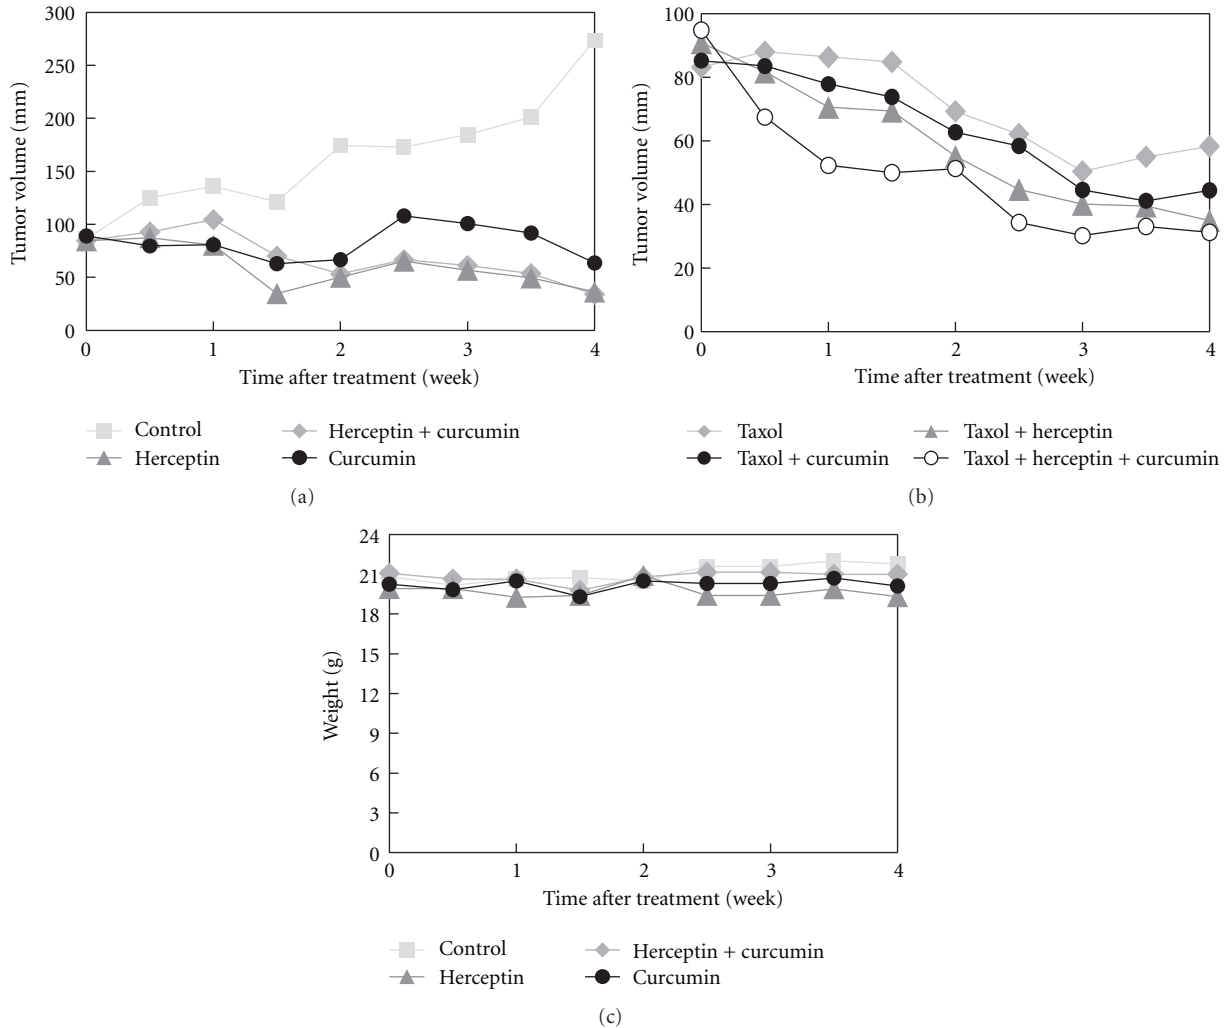 300
250
200
150
100
50
0
Tumor volume (mm)
0 1 2 3 4
Time after treatment (week)
Control
Herceptin
Herceptin + curcumin
Curcumin
(a)
100
80
60
40
20
0
Tumor volume (mm)
0 1 2 3 4
Time after treatment (week)
Taxol
Taxol + curcumin
Taxol + herceptin
Taxol + herceptin + curcumin
(b)
24
21
18
15
12
9
6
3
0
Weight (g)
0 1 2 3 4
Time after treatment (week)
Control
Herceptin
Herceptin + curcumin
Curcumin
(c)